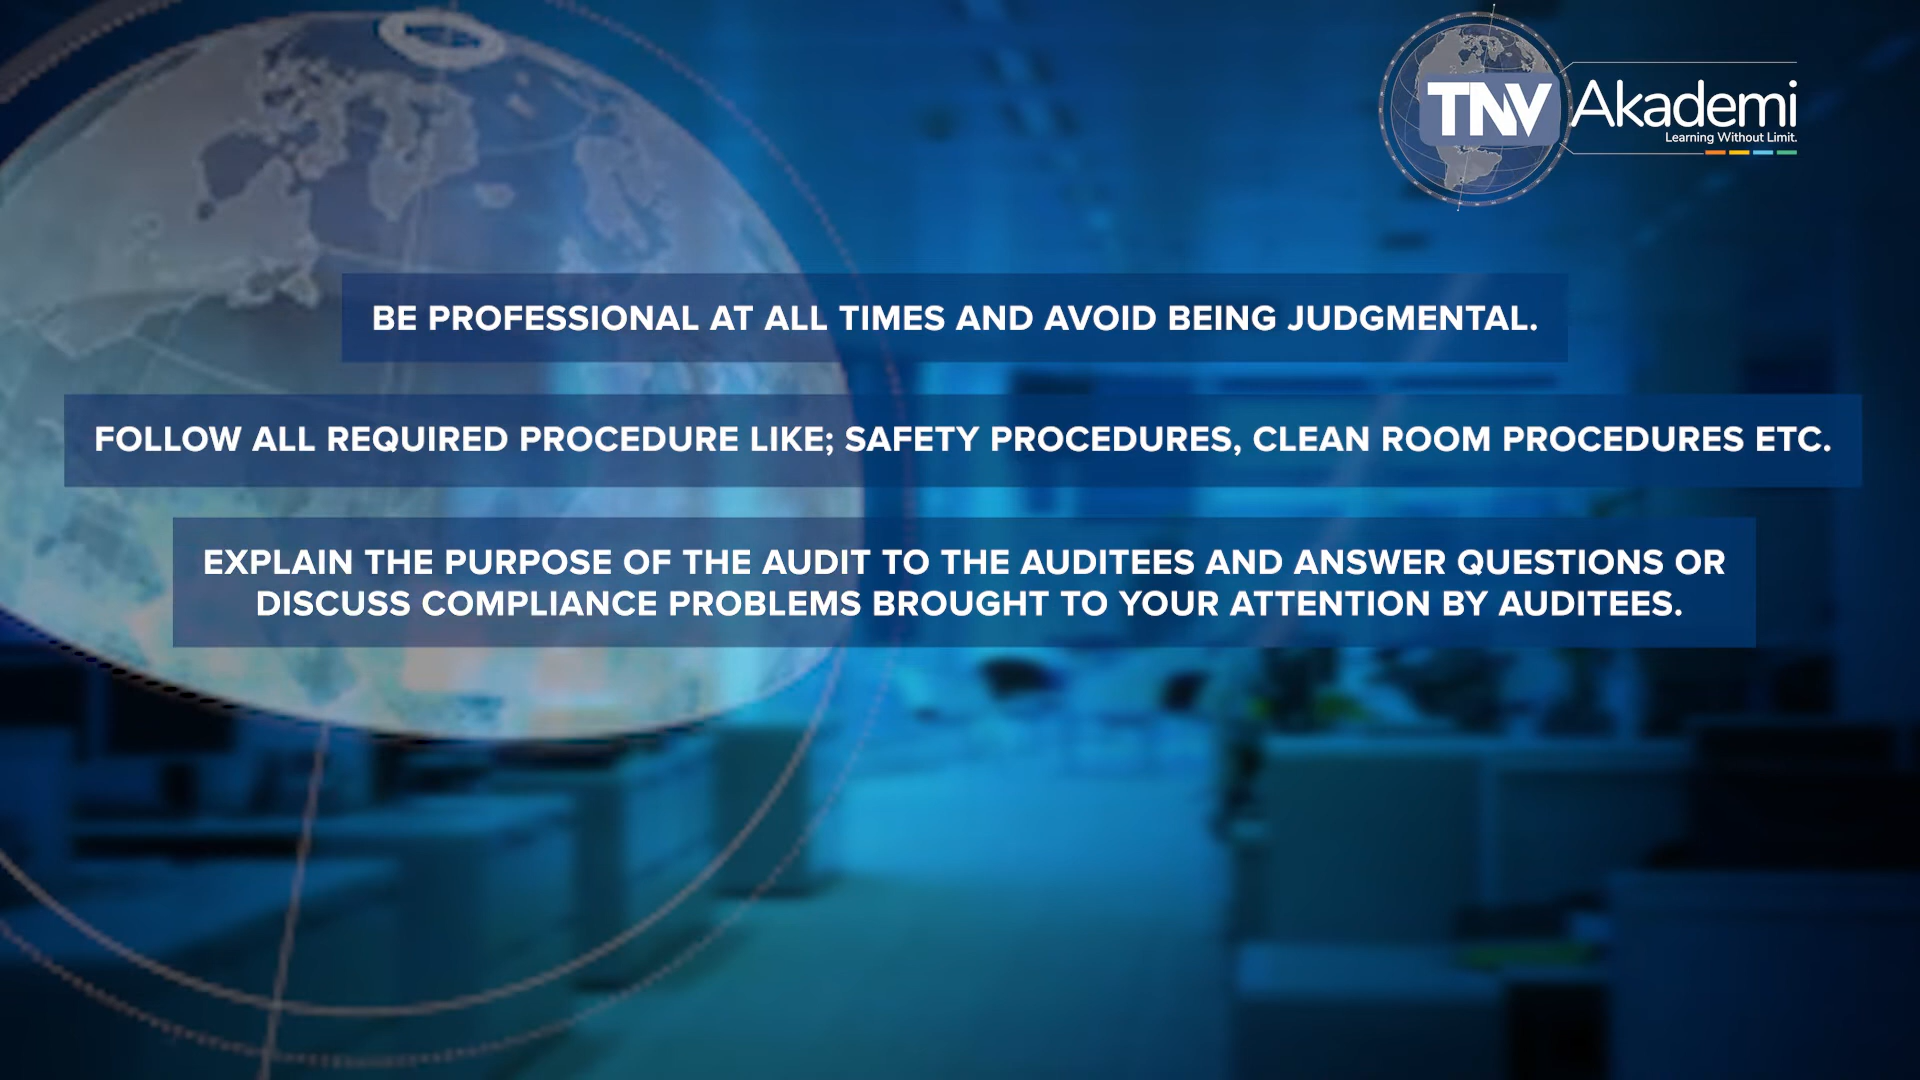 TNV Akademi
Learning Without Limit.
BE PROFESSIONAL AT ALL TIMES AND AVOID BEING JUDGMENTAL.
FOLLOW ALL REQUIRED PROCEDURE LIKE; SAFETY PROCEDURES, CLEAN ROOM PROCEDURES ETC.
EXPLAIN THE PURPOSE OF THE AUDIT TO THE AUDITEES AND ANSWER QUESTIONS OR
DISCUSS COMPLIANCE PROBLEMS BROUGHT TO YOUR ATTENTION BY AUDITEES.